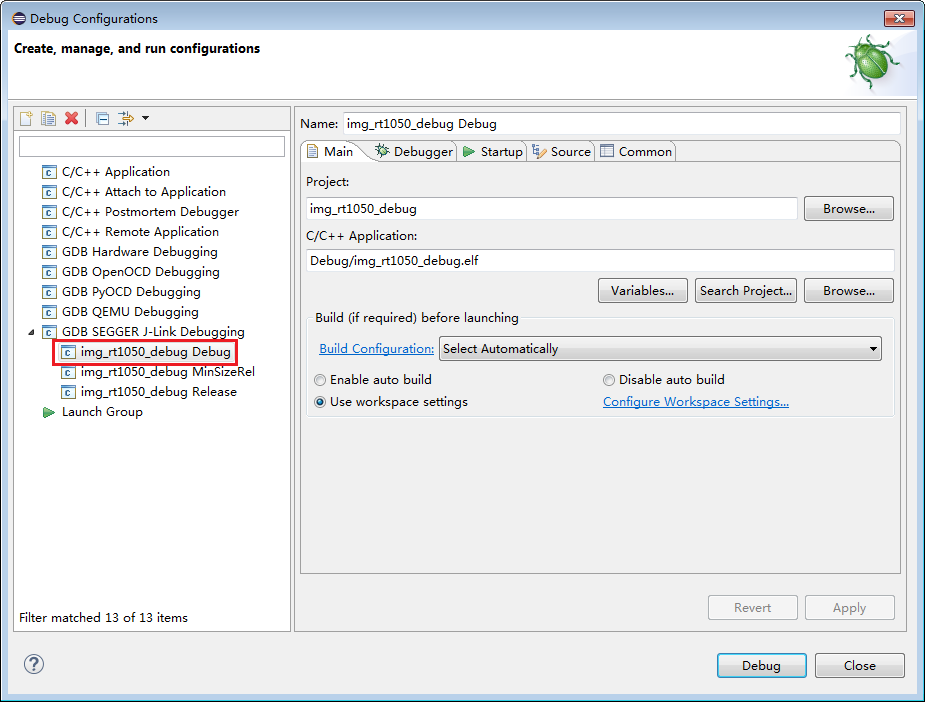 Debug Configurations
Create, manage, and run configurations
C/C++ Application
C/C++ Attach to Application
C/C++ Postmortem Debugger
C/C++ Remote Application
GDB Hardware Debugging
GDB OpenOCD Debugging
GDB PyOCD Debugging
GDB QEMU Debugging
GDB SEGGER J-Link Debugging
img_rt1050_debug Debug
img_rt1050_debug MinSizeRel
img_rt1050_debug Release
Launch Group
Filter matched 13 of 13 items
Name: img_rt1050_debug Debug
Main Debugger Startup Source Common
Project:
img_rt1050_debug Browse...
C/C++ Application:
Debug/img_rt1050_debug.elf
Variables... Search Project... Browse...
Build (if required) before launching
Build Configuration: Select Automatically
Enable auto build Disable auto build
Use workspace settings Configure Workspace Settings...
Revert Apply
? Debug Close